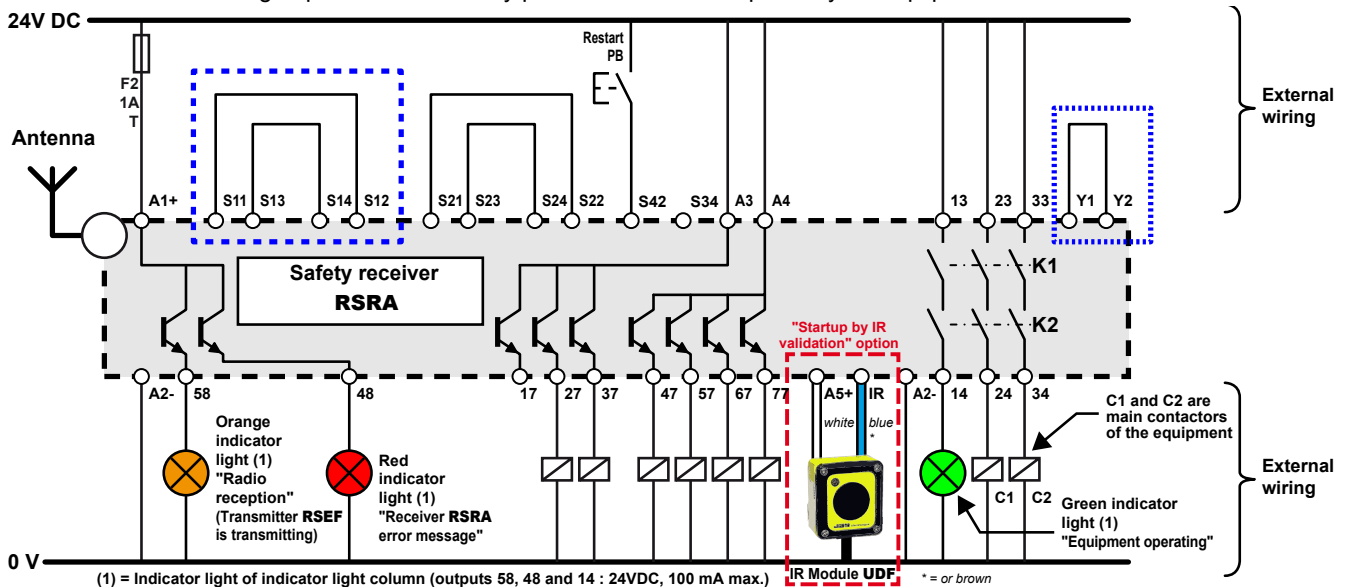 24V DC
Restart
PB
F2
1A
T
External
wiring
Antenna
A1+ S11 S13 S14 S12 S21 S23 S24 S22 S42 S34 A3 A4 13 23 33 Y1 Y2
Safety receiver
RSRA
K1
K2
"Startup by IR
validation" option
A2- 58 48 17 27 37 47 57 67 77 A5+ IR A2- 14 24 34
white blue
*
C1 and C2 are
main contactors
of the equipment
Orange
indicator
light (1)
"Radio
reception"
(Transmitter RSEF
is transmitting)
Red
indicator
light (1)
"Receiver RSRA
error message"
C1 C2
Green indicator
light (1)
"Equipment operating"
External
wiring
0 V
(1) = Indicator light of indicator light column (outputs 58, 48 and 14 : 24VDC, 100 mA max.)
IR Module UDF
* = or brown